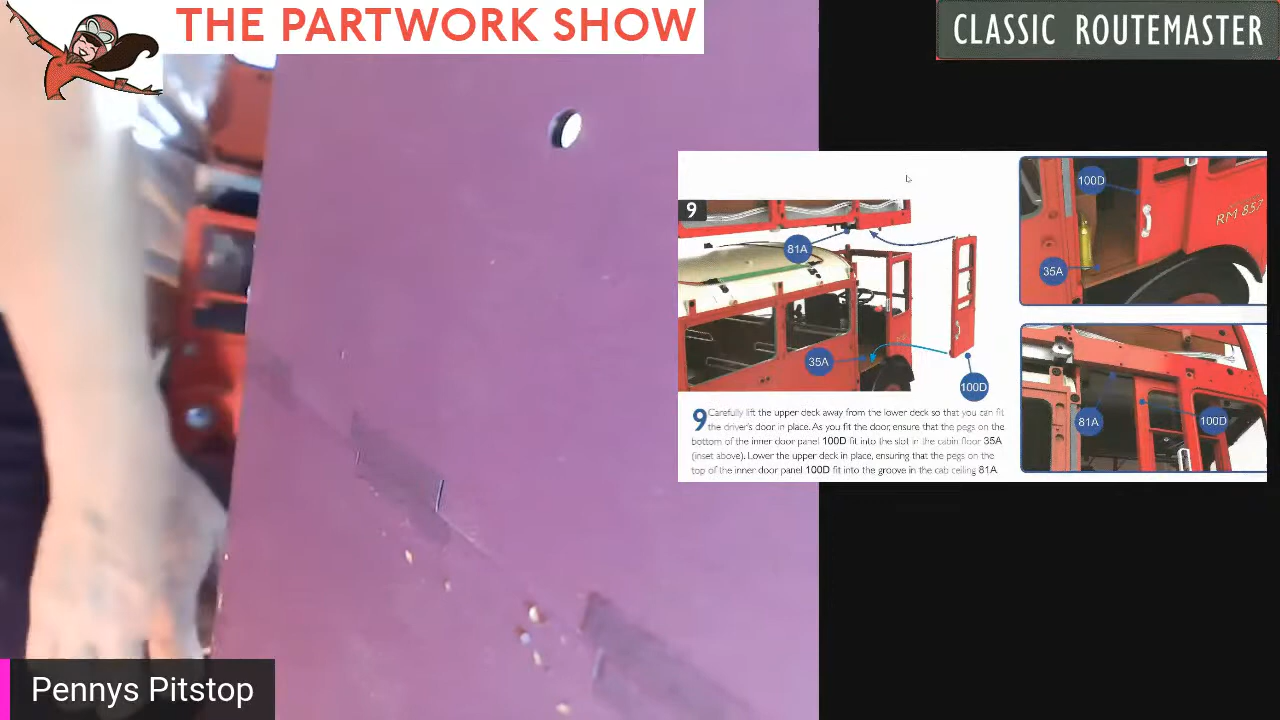 THE PARTWORK SHOW
CLASSIC ROUTEMASTER
9
81A
35A
100D
100D
RM 857
35A
81A
100D
9 Carefully lift the upper deck away from the lower deck so that you can fit
the driver's door in place. As you fit the door, ensure that the pegs on the
bottom of the inner door panel 100D fit into the slot in the cabin floor 35A
(inset above). Lower the upper deck in place, ensuring that the pegs on the
top of the inner door panel 100D fit into the groove in the cab ceiling 81A
Pennys Pitstop